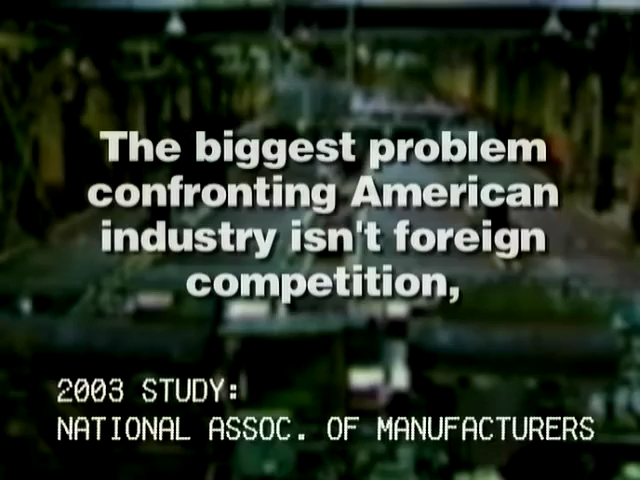 The biggest problem
confronting American
industry isn't foreign
competition,
2003 STUDY:
NATIONAL ASSOC. OF MANUFACTURERS